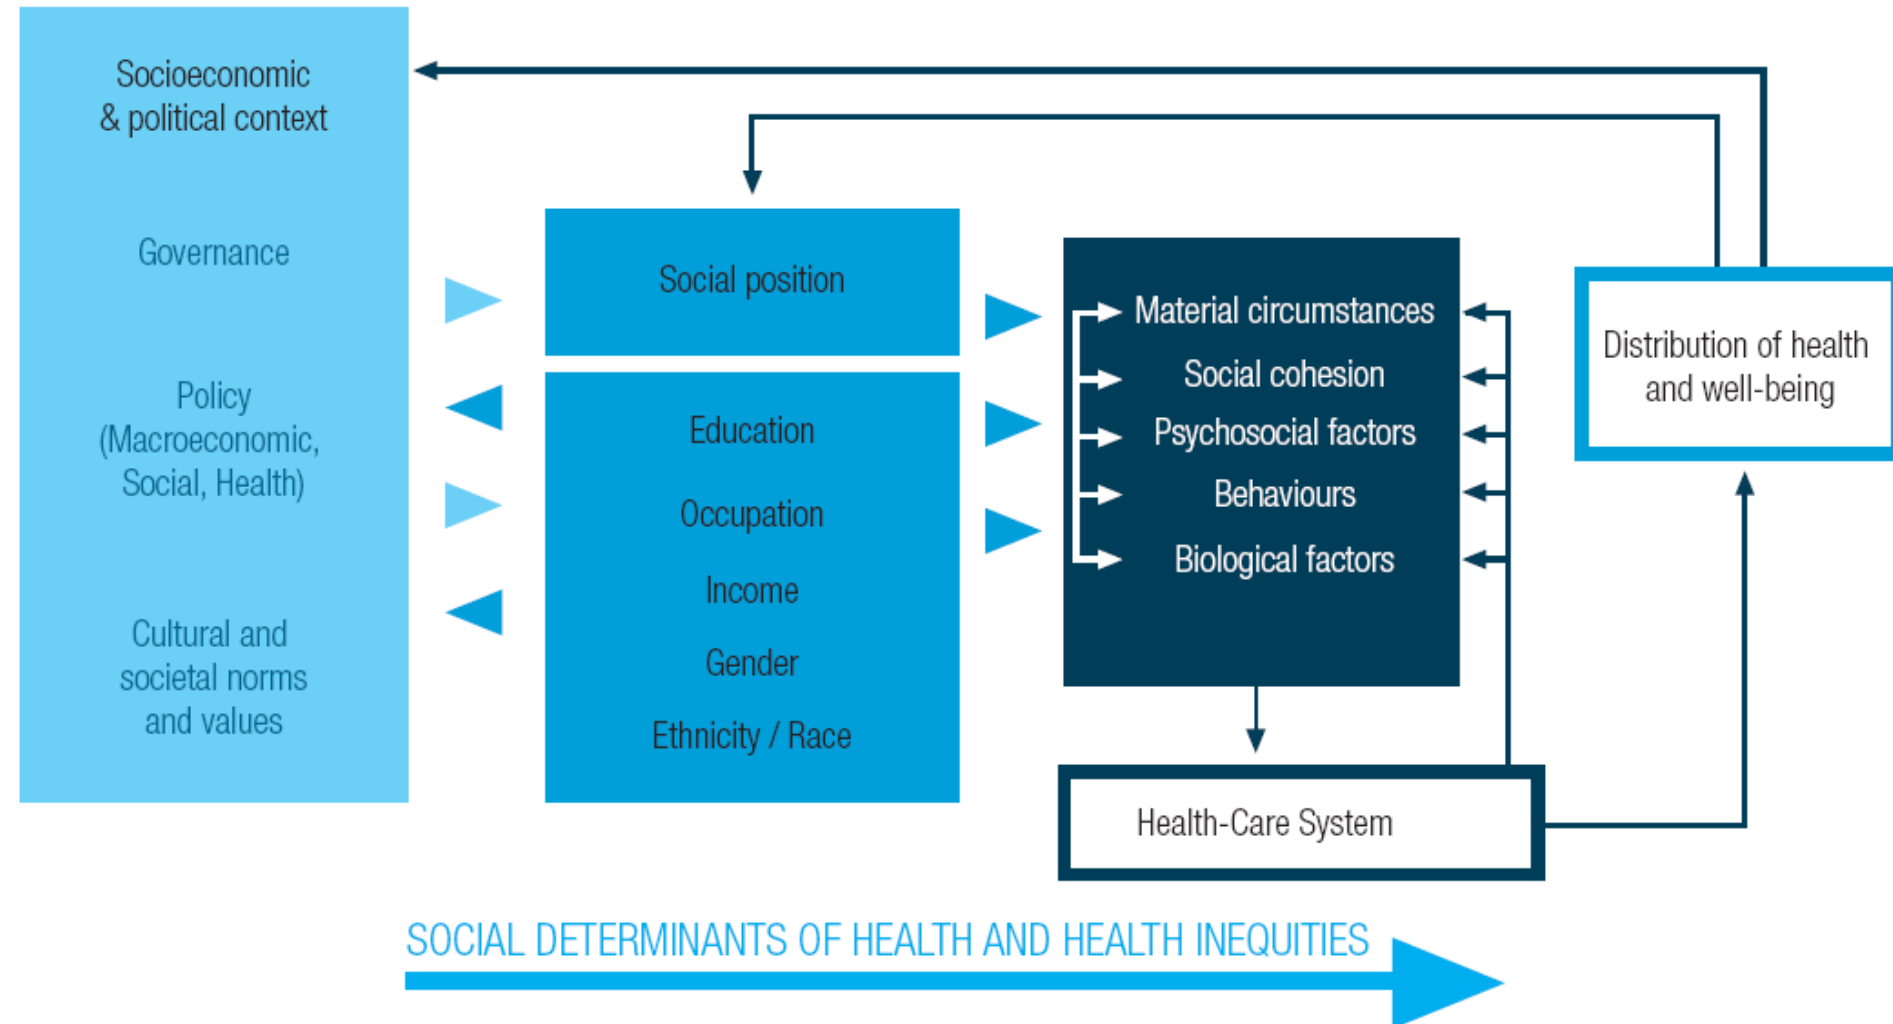 Socioeconomic
& political context
Governance
Policy
(Macroeconomic,
Social, Health)
Cultural and
societal norms
and values
Social position
Education
Occupation
Income
Gender
Ethnicity / Race
Material circumstances
Social cohesion
Psychosocial factors
Behaviours
Biological factors
Health-Care System
Distribution of health
and well-being
SOCIAL DETERMINANTS OF HEALTH AND HEALTH INEQUITIES